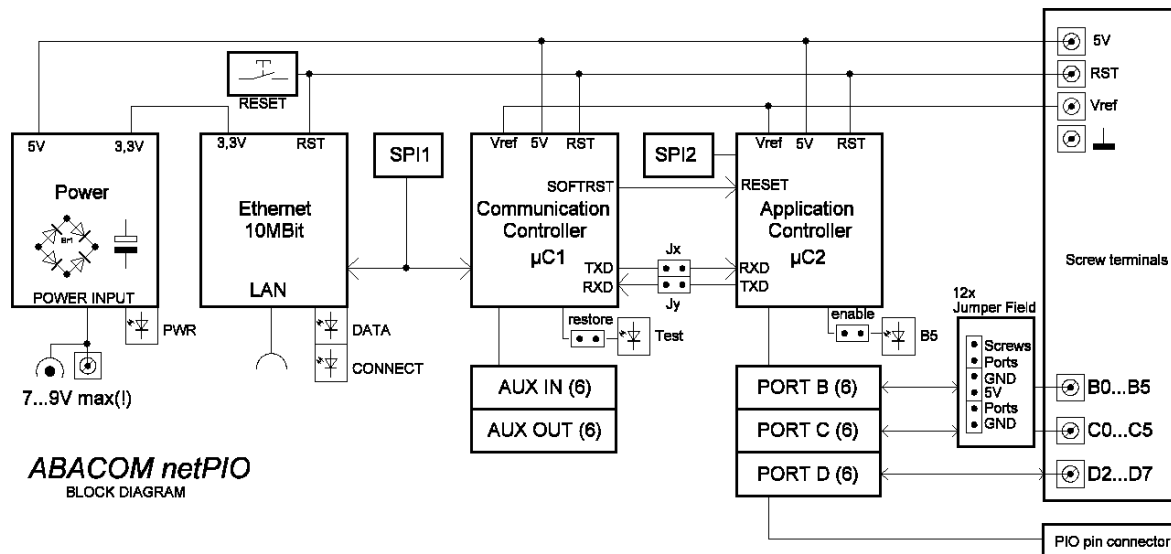 5V
RST
Vref
RESET
5V 3,3V
Power
Br1
POWER INPUT
PWR
7...9V max(!)
3,3V RST
Ethernet
10MBit
LAN
DATA
CONNECT
SPI1
Vref 5V RST
SOFTRST
Communication
Controller
µC1
TXD
RXD
restore
Test
AUX IN (6)
AUX OUT (6)
Jx
Jy
SPI2
Vref 5V RST
RESET
Application
Controller
µC2
RXD
TXD
enable
B5
PORT B (6)
PORT C (6)
PORT D (6)
12x
Jumper Field
Screws
Ports
GND
5V
Ports
GND
Screw terminals
B0...B5
C0...C5
D2...D7
PIO pin connector
ABACOM netPIO
BLOCK DIAGRAM